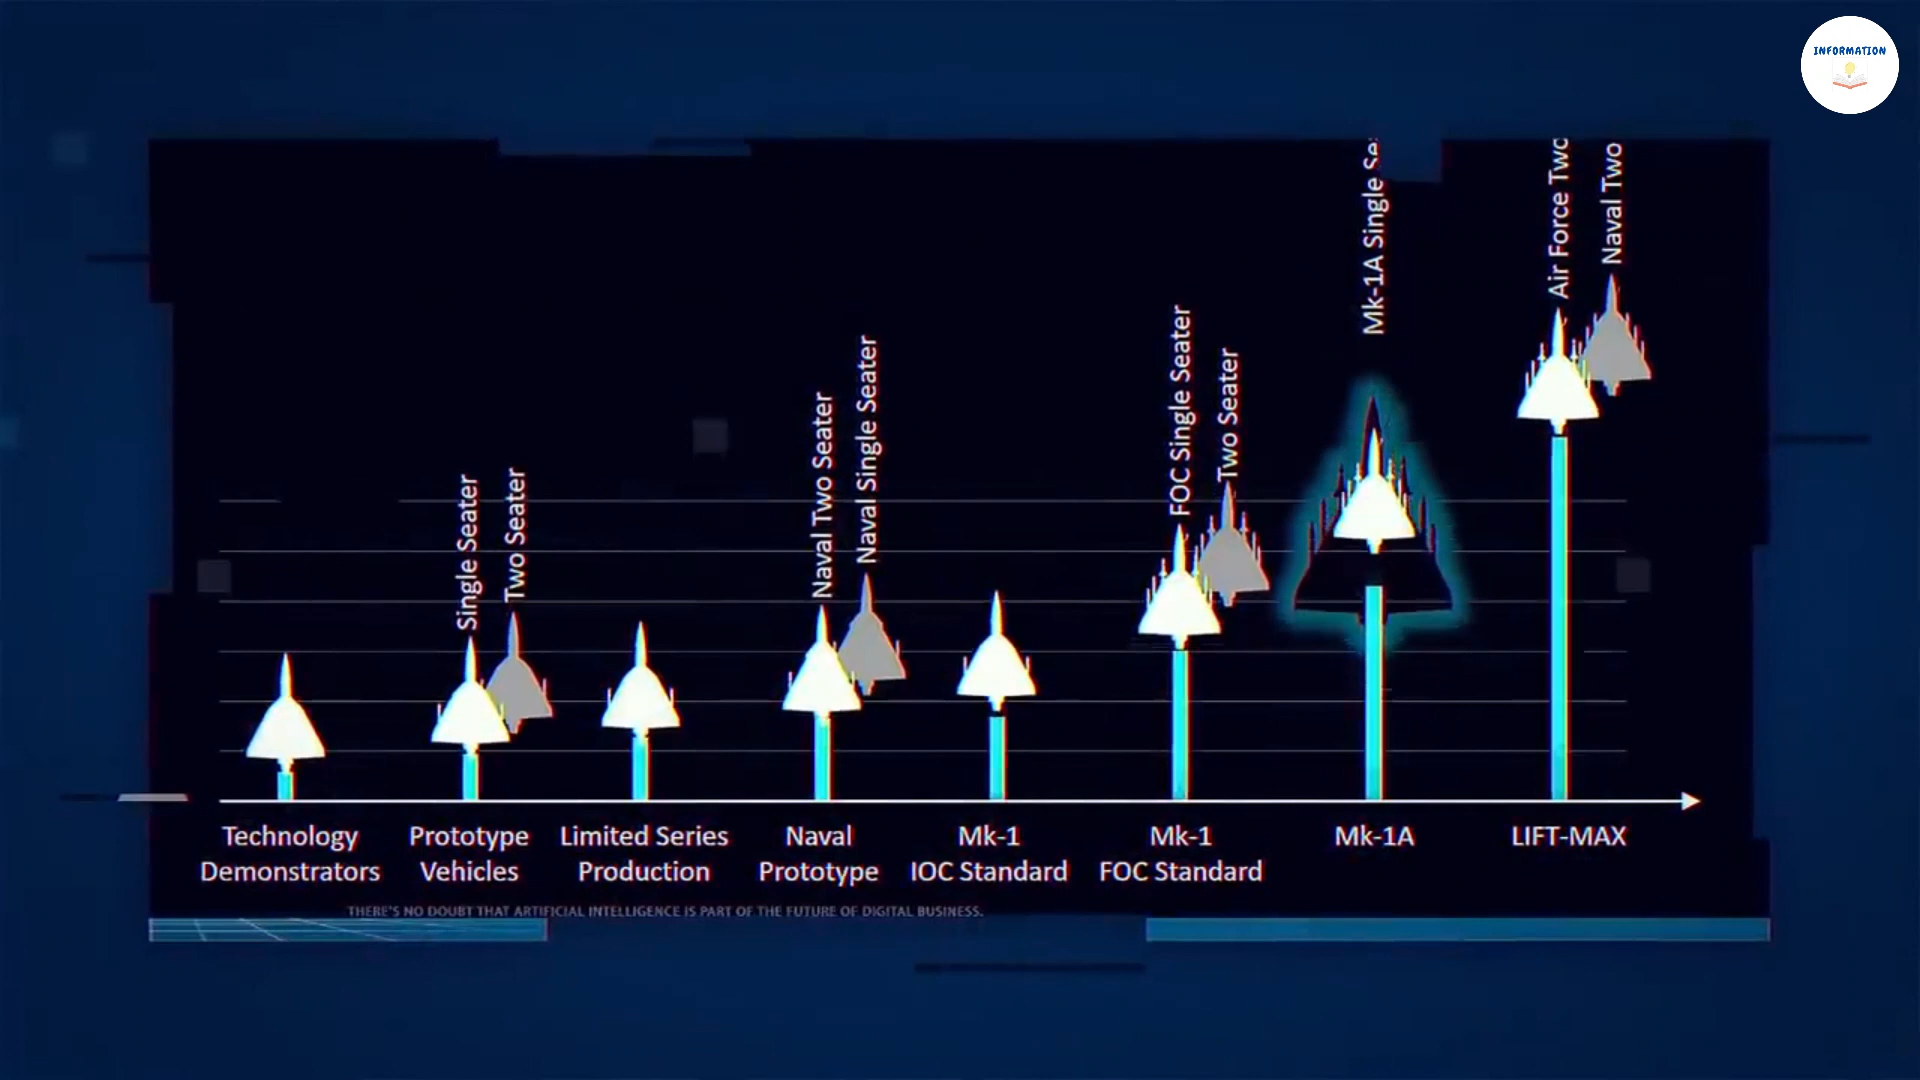 INFORMATION
Single Seater
Two Seater
Naval Two Seater
Naval Single Seater
FOC Single Seater
Two Seater
Mk-1A Single
Air Force
Naval Two
Technology
Demonstrators
Prototype
Vehicles
Limited Series
Production
Naval
Prototype
Mk-1
IOC Standard
Mk-1
FOC Standard
Mk-1A
LIFT-MAX
THERE'S NO DOUBT THAT ARTIFICIAL INTELLIGENCE IS PART OF THE FUTURE OF DIGITAL BUSINESS.